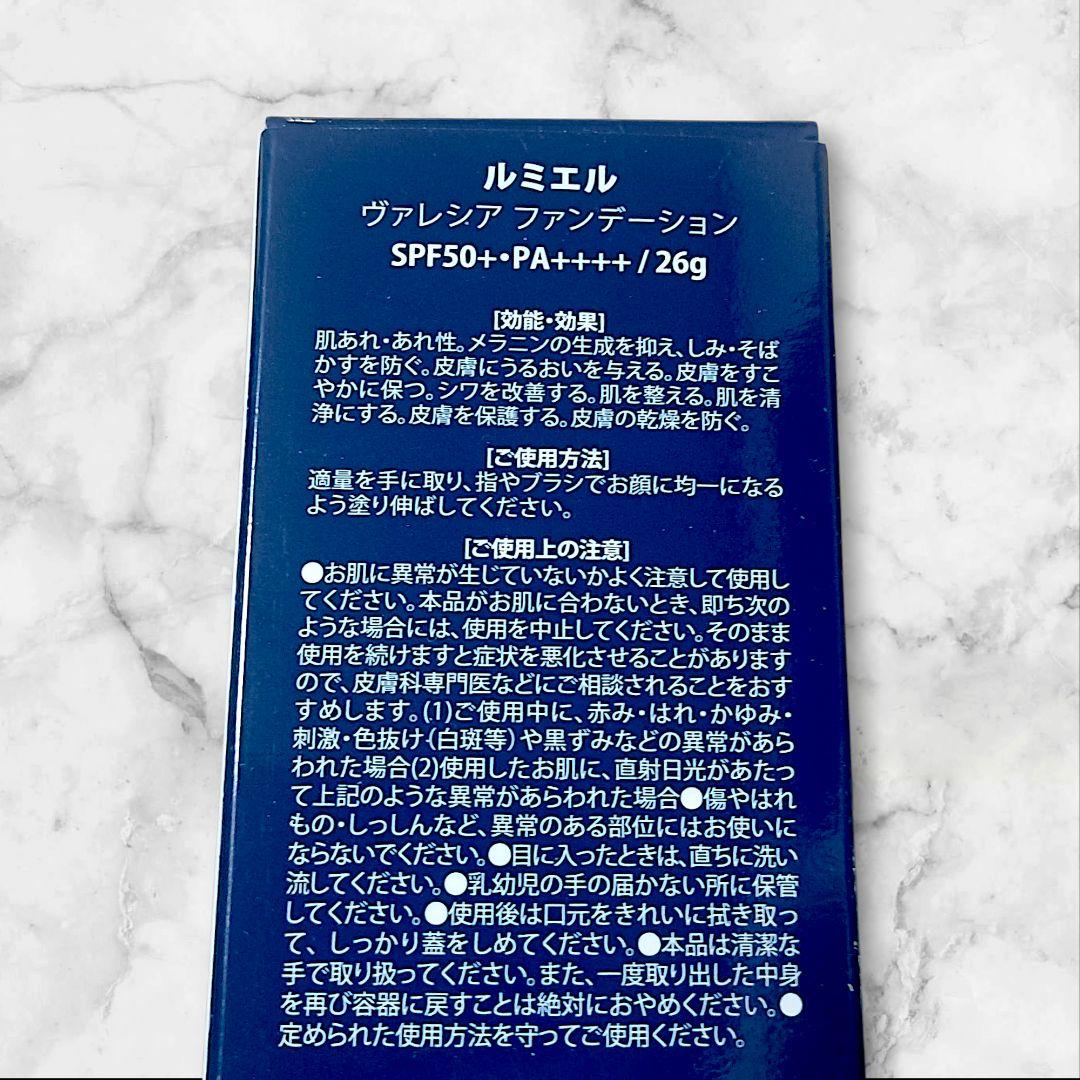 ルミエル
ヴァレシア ファンデーション
SPF50+・PA++++ / 26g
[効能・効果]
肌あれ・あれ性。メラニンの生成を抑え、しみ・そば
かすを防ぐ。皮膚にうるおいを与える。皮膚をすこ
やかに保つ。シワを改善する。肌を整える。肌を清
浄にする。皮膚を保護する。皮膚の乾燥を防ぐ。
[ご使用方法]
適量を手に取り、指やブラシでお顔に均一になる
よう塗り伸ばしてください。
[ご使用上の注意]
●お肌に異常が生じていないかよく注意して使用し
てください。本品がお肌に合わないとき、即ち次の
ような場合には、使用を中止してください。そのまま
使用を続けますと症状を悪化させることがあります
ので、皮膚科専門医などにご相談されることをおす
すめします。(1)ご使用中に、赤み・はれ・かゆみ・
刺激・色抜け(白斑等)や黒ずみなどの異常があら
われた場合(2)使用したお肌に、直射日光があたっ
て上記のような異常があらわれた場合●傷やはれ
もの・しっしんなど、異常のある部位にはお使いに
ならないでください。●目に入ったときは、直ちに洗い
流してください。●乳幼児の手の届かない所に保管
してください。●使用後は口元をきれいに拭き取っ
て、しっかり蓋をしめてください。●本品は清潔な
手で取り扱ってください。また、一度取り出した中身
を再び容器に戻すことは絶対におやめください。●
定められた使用方法を守ってご使用ください。